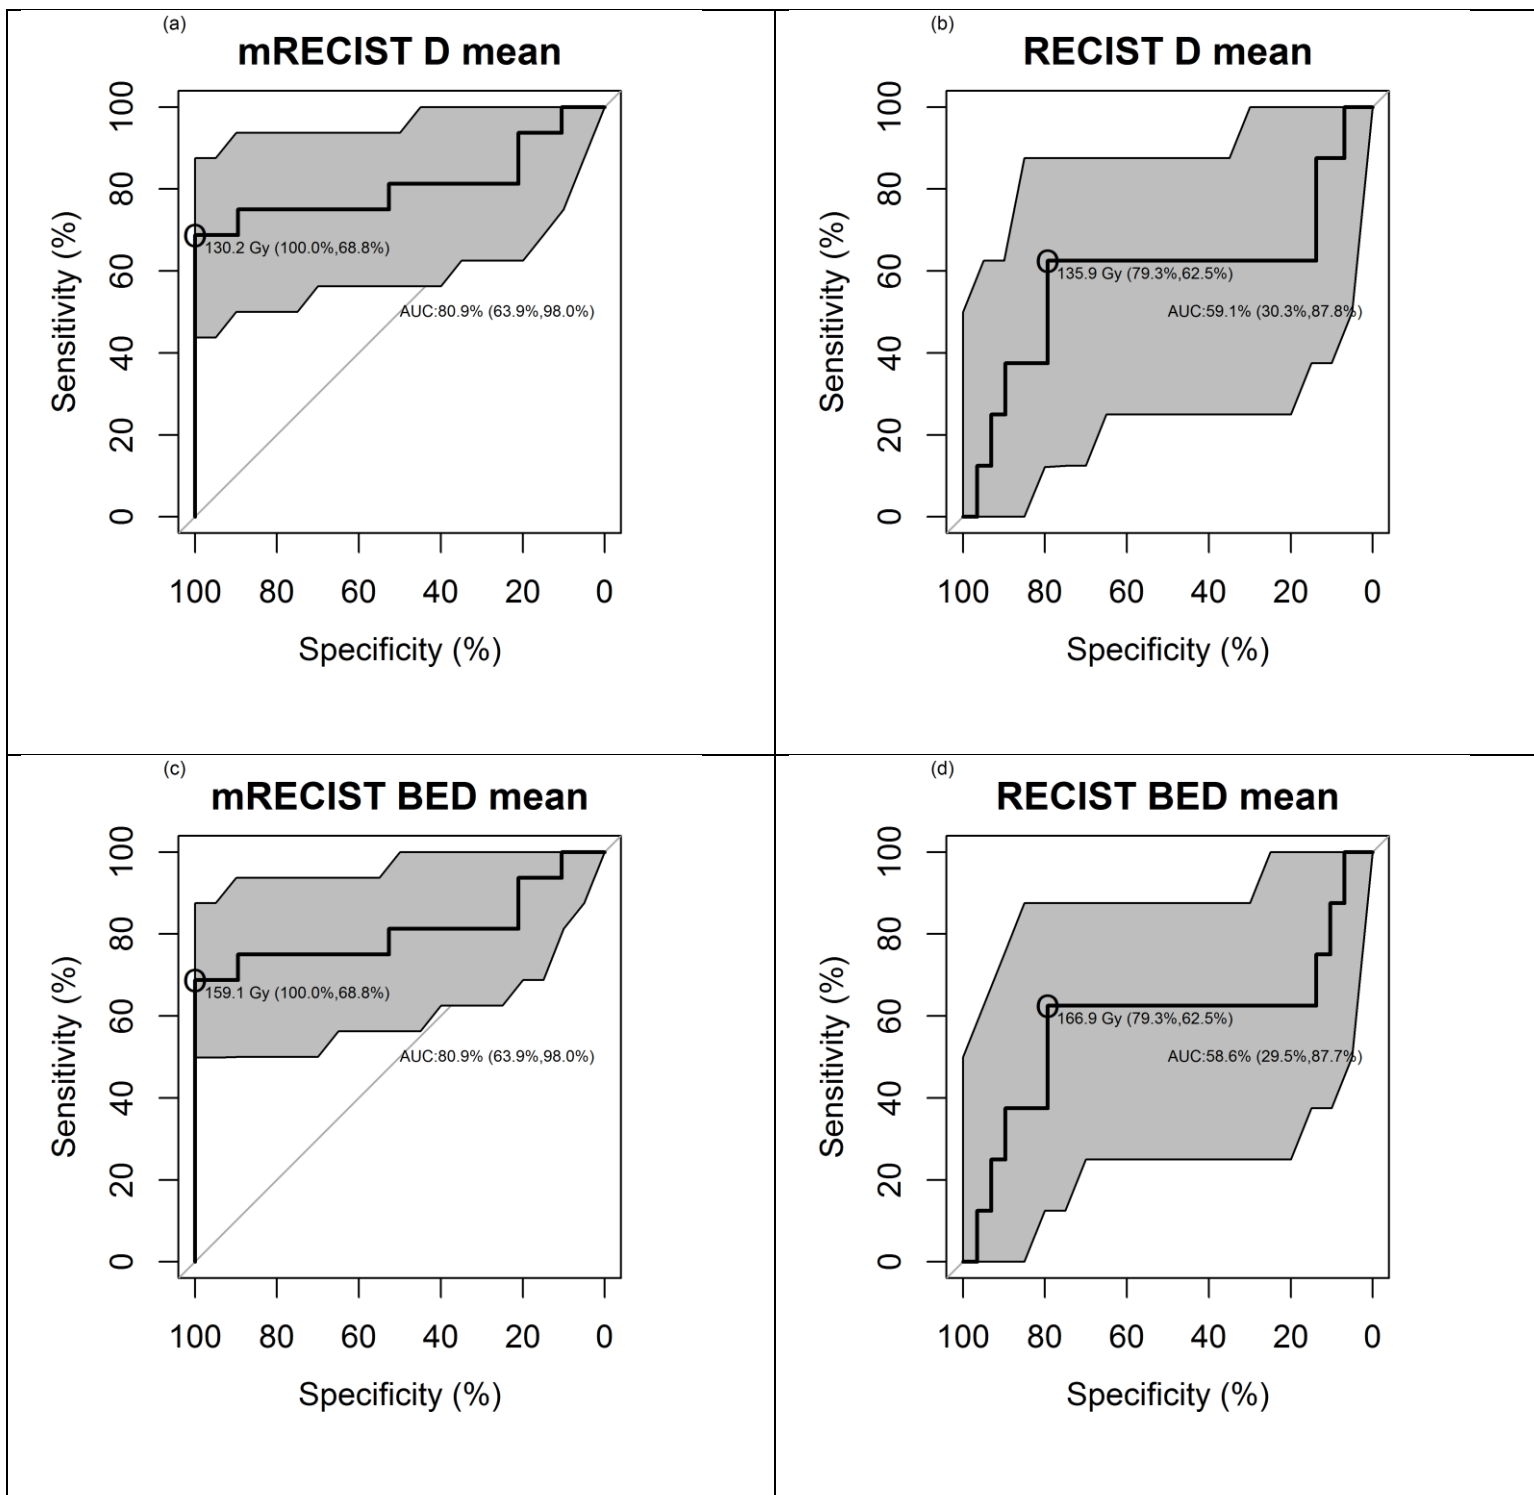 (a)
mRECIST D mean
Sensitivity (%)
100
80
60
40
20
0
130.2 Gy (100.0%,68.8%)
AUC:80.9% (63.9%,98.0%)
100 80 60 40 20 0
Specificity (%)
(b)
RECIST D mean
Sensitivity (%)
100
80
60
40
20
0
135.9 Gy (79.3%,62.5%)
AUC:59.1% (30.3%,87.8%)
100 80 60 40 20 0
Specificity (%)
(c)
mRECIST BED mean
Sensitivity (%)
100
80
60
40
20
0
159.1 Gy (100.0%,68.8%)
AUC:80.9% (63.9%,98.0%)
100 80 60 40 20 0
Specificity (%)
(d)
RECIST BED mean
Sensitivity (%)
100
80
60
40
20
0
166.9 Gy (79.3%,62.5%)
AUC:58.6% (29.5%,87.7%)
100 80 60 40 20 0
Specificity (%)